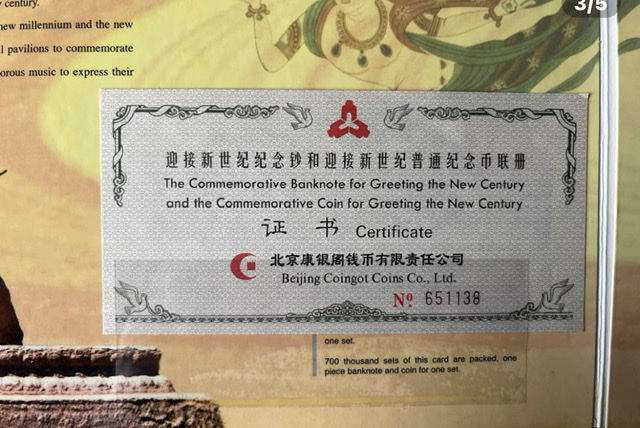 century.
new millennium and the new
pavilions to commemorate
orous music to express their
3/5
迎接新世纪纪念钞和迎接新世纪普通纪念币联册
The Commemorative Banknote for Greeting the New Century
and the Commemorative Coin for Greeting the New Century
证 书 Certificate
北京康银阁钱币有限责任公司
Beijing Coingot Coins Co., Ltd.
Nº 651138
one set.
700 thousand sets of this card are packed, one
piece banknote and coin for one set.